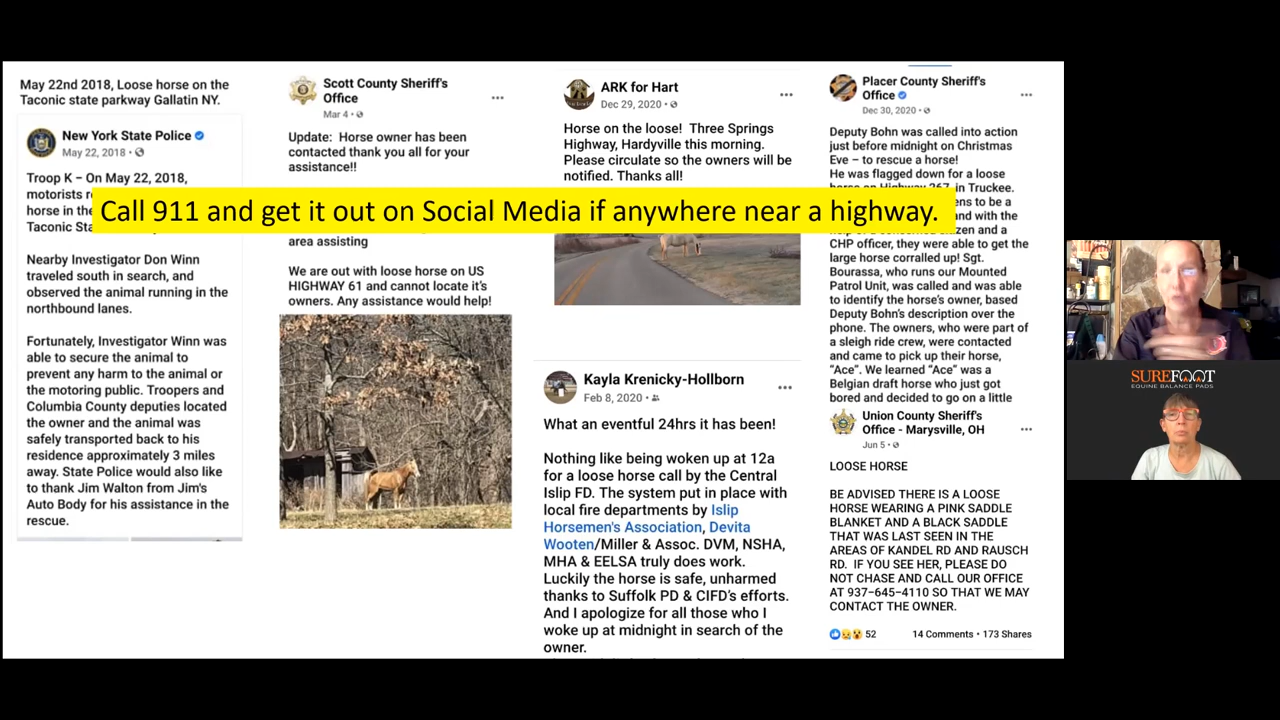 May 22nd 2018, Loose horse on the
Taconic state parkway Gallatin NY.
New York State Police
May 22, 2018 •
Troop K – On May 22, 2018,
motorists
horse in the
Taconic
Nearby Investigator Don Winn
traveled south in search, and
observed the animal running in the
northbound lanes.
Fortunately, Investigator Winn was
able to secure the animal to
prevent any harm to the animal or
the motoring public. Troopers and
Columbia County deputies located
the owner and the animal was
safely transported back to his
residence approximately 3 miles
away. State Police would also like
to thank Jim Walton from Jim's
Auto Body for his assistance in the
rescue.
Scott County Sheriff's
Office
Mar 4 •
Update: Horse owner has been
contacted thank you all for your
assistance!!
Call 911 and get it out on Social Media if anywhere near a highway.
area assisting
We are out with loose horse on US
HIGHWAY 61 and cannot locate it's
owners. Any assistance would help!
ARK for Hart
Dec 29, 2020 •
Horse on the loose! Three Springs
Highway, Hardyville this morning.
Please circulate so the owners will be
notified. Thanks all!
Kayla Krenicky-Hollborn
Feb 8, 2020 •
What an eventful 24hrs it has been!
Nothing like being woken up at 12a
for a loose horse call by the Central
Islip FD. The system put in place with
local fire departments by Islip
Horsemen's Association, Devita
Wooten/Miller & Assoc. DVM, NSHA,
MHA & EELSA truly does work.
Luckily the horse is safe, unharmed
thanks to Suffolk PD & CIFD's efforts.
And I apologize for all those who I
woke up at midnight in search of the
owner.
Placer County Sheriff's
Office
Dec 30, 2020 •
Deputy Bohn was called into action
just before midnight on Christmas
Eve – to rescue a horse!
He was flagged down for a loose
horse on Highway 267, in Truckee.
to be a
and with the
citizen and a
CHP officer, they were able to get the
large horse corralled up! Sgt.
Bourassa, who runs our Mounted
Patrol Unit, was called and was able
to identify the horse's owner, based
Deputy Bohn's description over the
phone. The owners, who were part of
a sleigh ride crew, were contacted
and came to pick up their horse,
"Ace". We learned "Ace" was a
Belgian draft horse who just got
bored and decided to go on a little
Union County Sheriff's
Office - Marysville, OH
Jun 5 •
LOOSE HORSE
BE ADVISED THERE IS A LOOSE
HORSE WEARING A PINK SADDLE
BLANKET AND A BLACK SADDLE
THAT WAS LAST SEEN IN THE
AREAS OF KANDEL RD AND RAUSCH
RD. IF YOU SEE HER, PLEASE DO
NOT CHASE AND CALL OUR OFFICE
AT 937-645-4110 SO THAT WE MAY
CONTACT THE OWNER.
52
14 Comments • 173 Shares
SUREFOOT
EQUINE BALANCE PADS